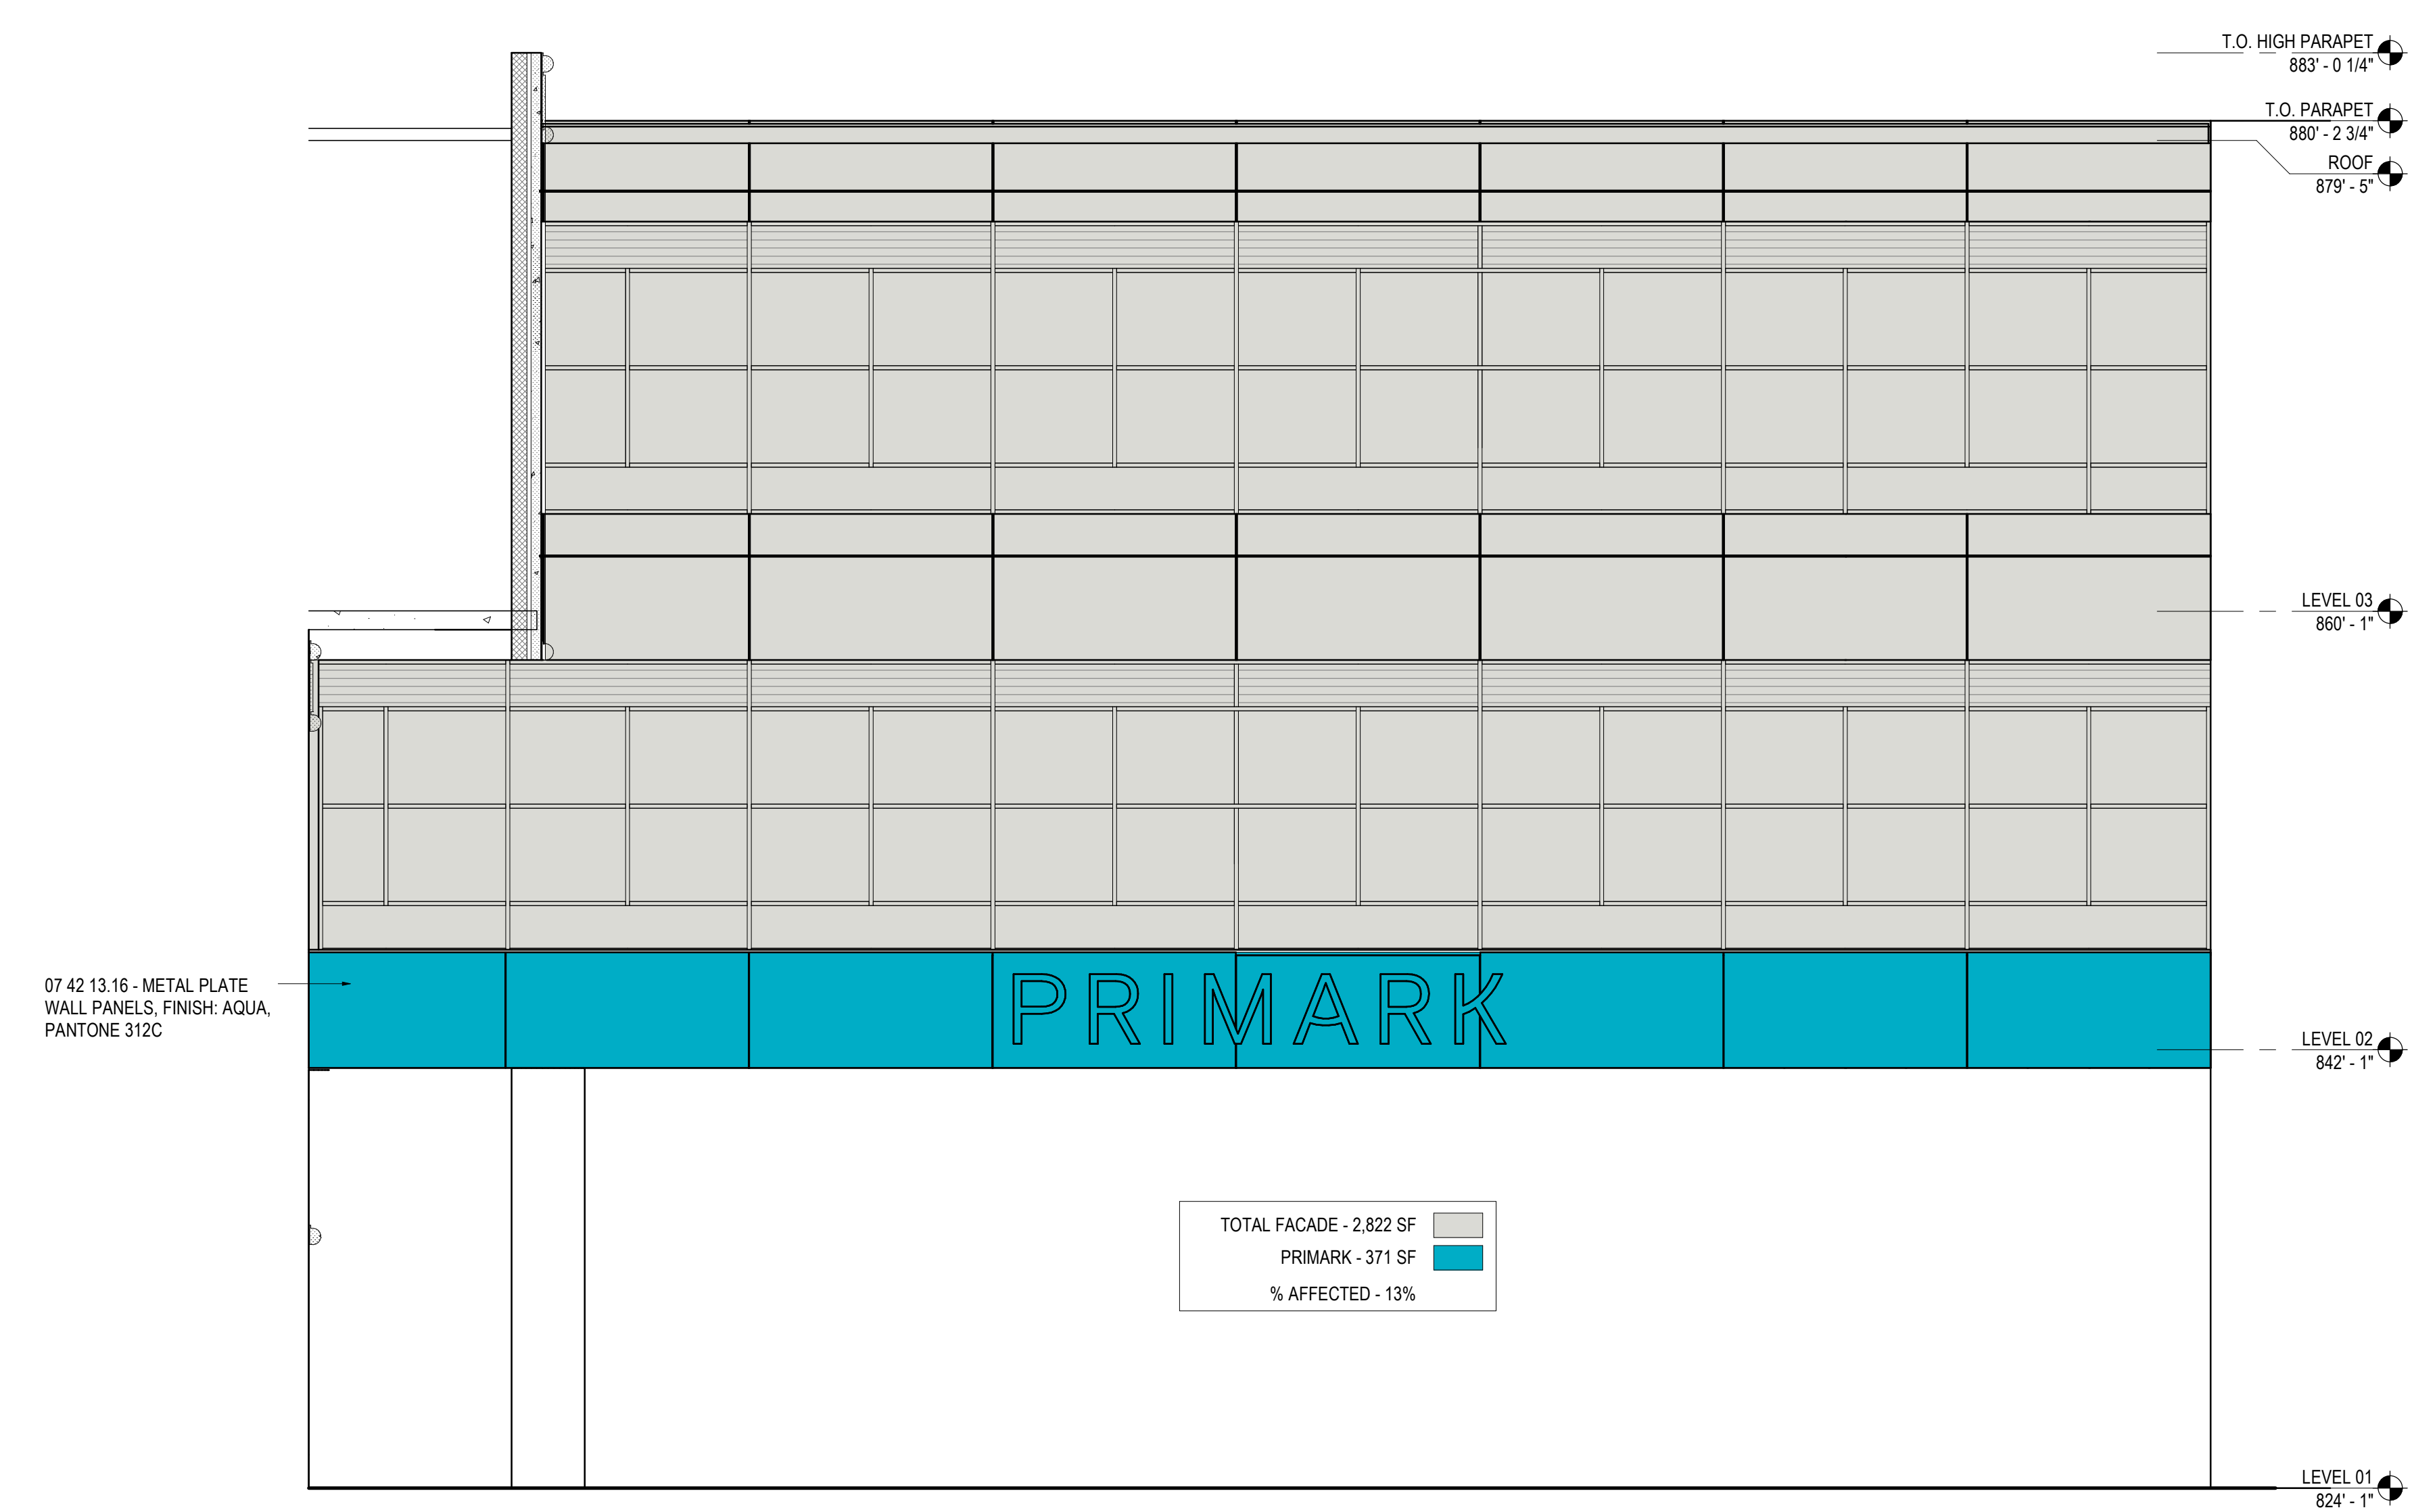 T.O. HIGH PARAPET
883' - 0 1/4"
T.O. PARAPET
880' - 2 3/4"
ROOF
879' - 5"
LEVEL 03
860' - 1"
07 42 13.16 - METAL PLATE
WALL PANELS, FINISH: AQUA,
PANTONE 312C
PRIMARK
LEVEL 02
842' - 1"
TOTAL FACADE - 2,822 SF
PRIMARK - 371 SF
% AFFECTED - 13%
LEVEL 01
824' - 1"